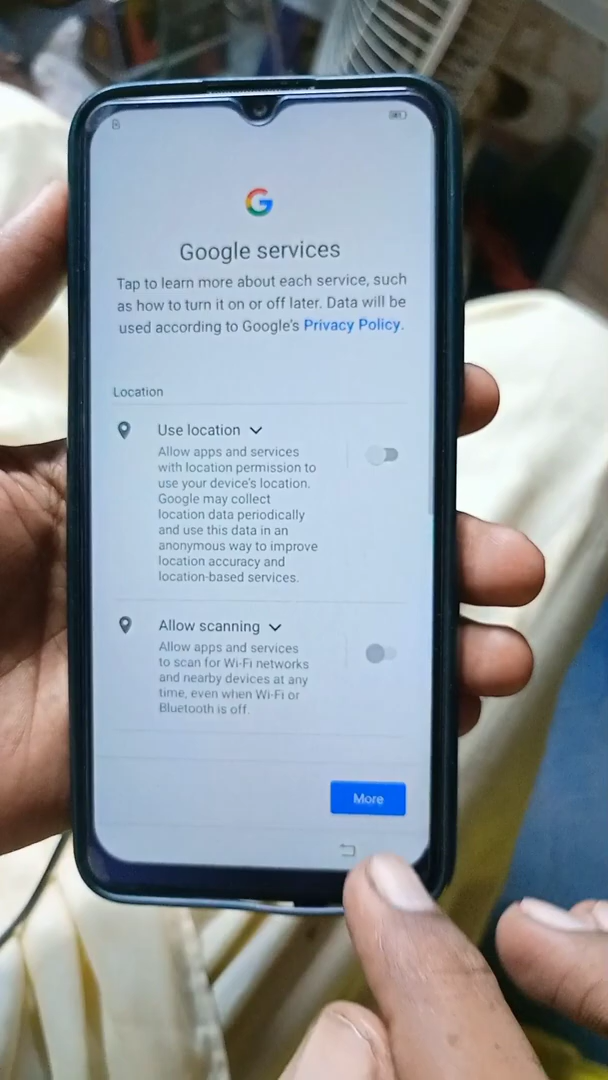 Google services
Tap to learn more about each service, such
as how to turn it on or off later. Data will be
used according to Google's Privacy Policy.
Location
Use location
Allow apps and services
with location permission to
use your device's location.
Google may collect
location data periodically
and use this data in an
anonymous way to improve
location accuracy and
location-based services.
Allow scanning
Allow apps and services
to scan for Wi-Fi networks
and nearby devices at any
time, even when Wi-Fi or
Bluetooth is off.
More